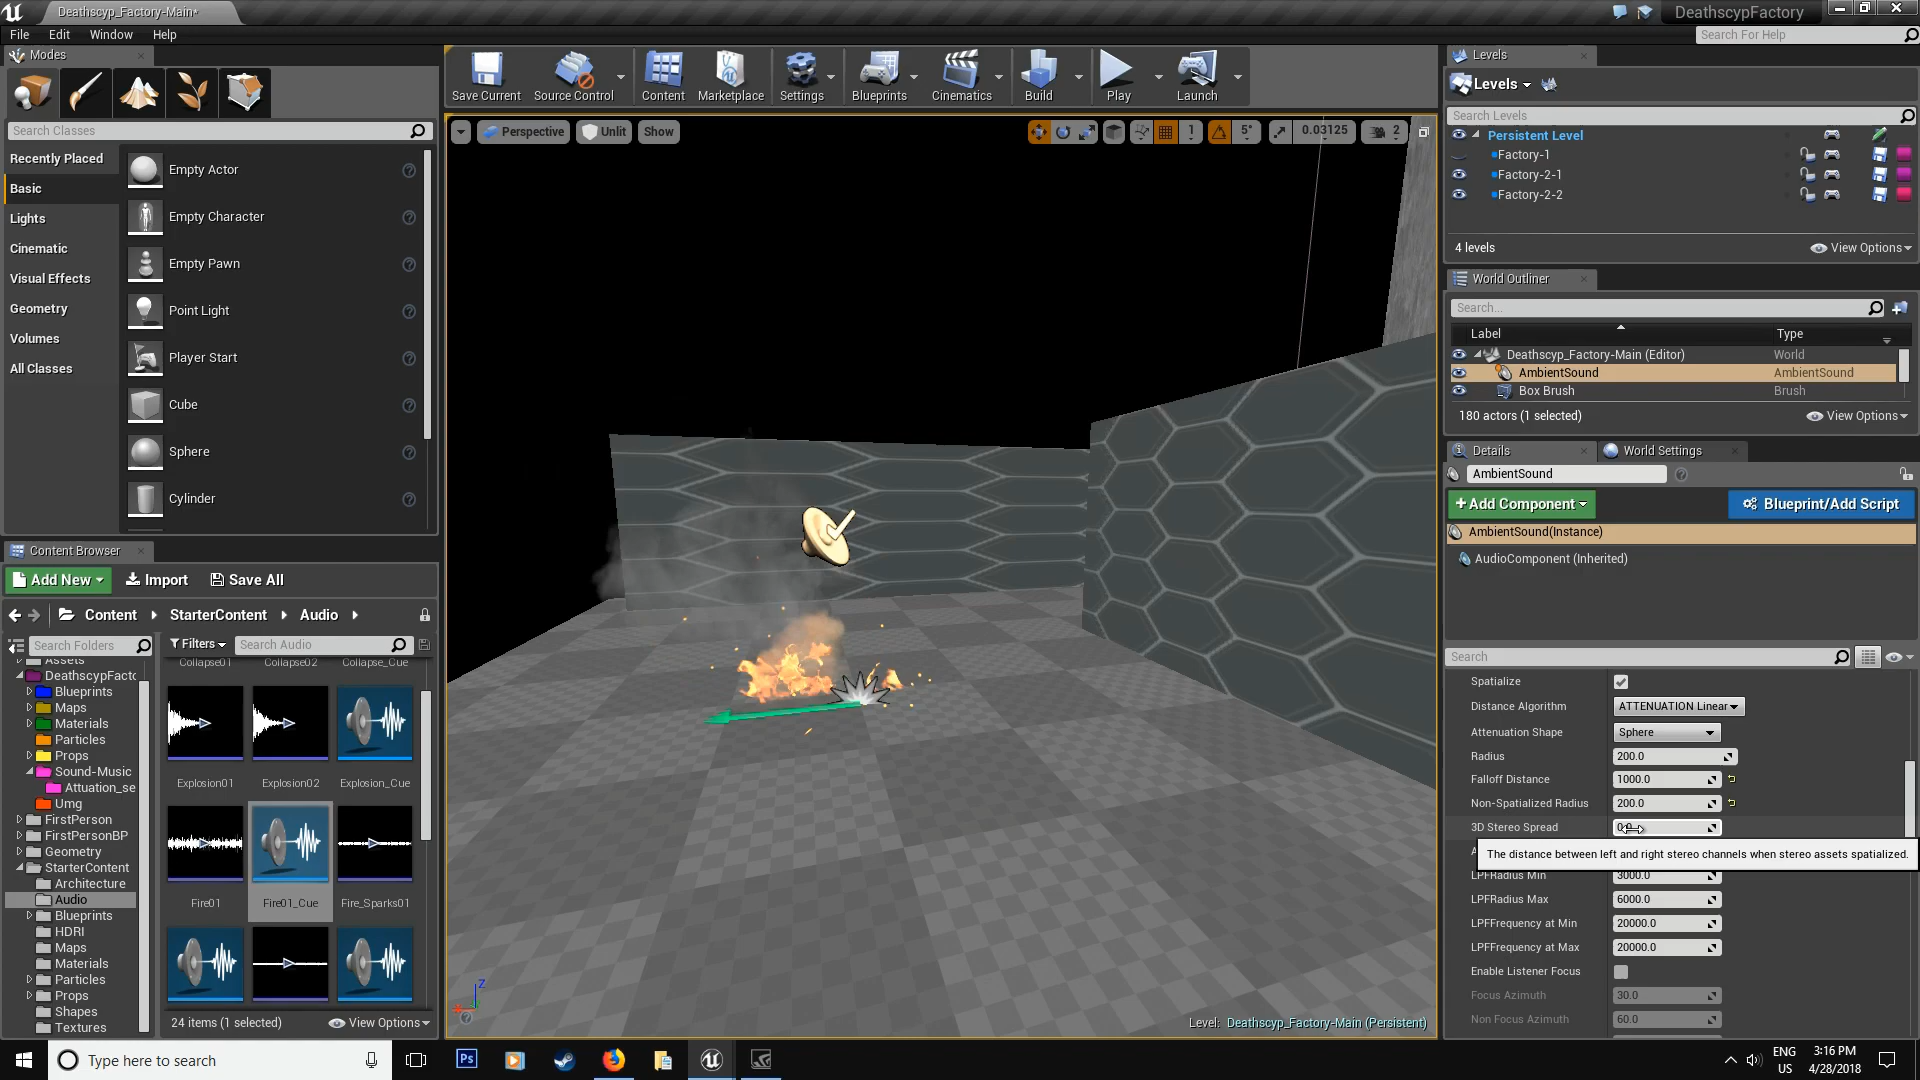 Deathscyp_Factory-Main*
DeathscypFactory
File Edit Window Help
Search For Help
Modes
Search Classes
Recently Placed
Basic
Lights
Cinematic
Visual Effects
Geometry
Volumes
All Classes
Empty Actor
Empty Character
Empty Pawn
Point Light
Player Start
Cube
Sphere
Cylinder
Save Current
Source Control
Content
Marketplace
Settings
Blueprints
Cinematics
Build
Play
Launch
Perspective
Unlit
Show
1
5°
0.03125
2
Level: Deathscyp_Factory-Main (Persistent)
Content Browser
Add New
Import
Save All
Content
StarterContent
Audio
Search Folders
Filters
Search Audio
Assets
DeathscypFacto
Blueprints
Maps
Materials
Particles
Props
Sound-Music
Attuation_se
Umg
FirstPerson
FirstPersonBP
Geometry
StarterContent
Architecture
Audio
Blueprints
HDRI
Maps
Materials
Particles
Props
Shapes
Textures
Collapse01
Collapse02
Collapse_Cue
Explosion01
Explosion02
Explosion_Cue
Fire01
Fire01_Cue
Fire_Sparks01
24 items (1 selected)
View Options
Levels
Levels
Search Levels
Persistent Level
Factory-1
Factory-2-1
Factory-2-2
4 levels
View Options
World Outliner
Search...
Label Type
Deathscyp_Factory-Main (Editor) World
AmbientSound AmbientSound
Box Brush Brush
180 actors (1 selected)
View Options
Details
World Settings
AmbientSound
+Add Component
Blueprint/Add Script
AmbientSound(Instance)
AudioComponent (Inherited)
Search
Spatialize
Distance Algorithm ATTENUATION Linear
Attenuation Shape Sphere
Radius 200.0
Falloff Distance 1000.0
Non-Spatialized Radius 200.0
3D Stereo Spread
The distance between left and right stereo channels when stereo assets spatialized.
LPFRadius Min 3000.0
LPFRadius Max 6000.0
LPFFrequency at Min 20000.0
LPFFrequency at Max 20000.0
Enable Listener Focus
Focus Azimuth 30.0
Non Focus Azimuth 60.0
Type here to search
Ps
ENG
US
3:16 PM
4/28/2018